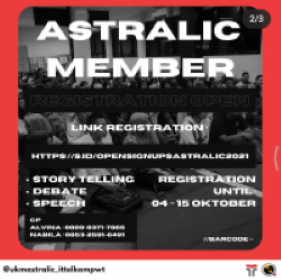 2/3
ASTRALIC
MEMBER
REGISTRATION OPEN
LINK REGISTRATION
HTTPS://S.ID/OPENSIGNUPSASTRALIC2021
- STORY TELLING
- DEBATE
- SPEECH
REGISTRATION
UNTIL
04 - 15 OKTOBER
CP
ALVINA
NABILA
//BARCODE~
@ukmastralic_ittelkompwt